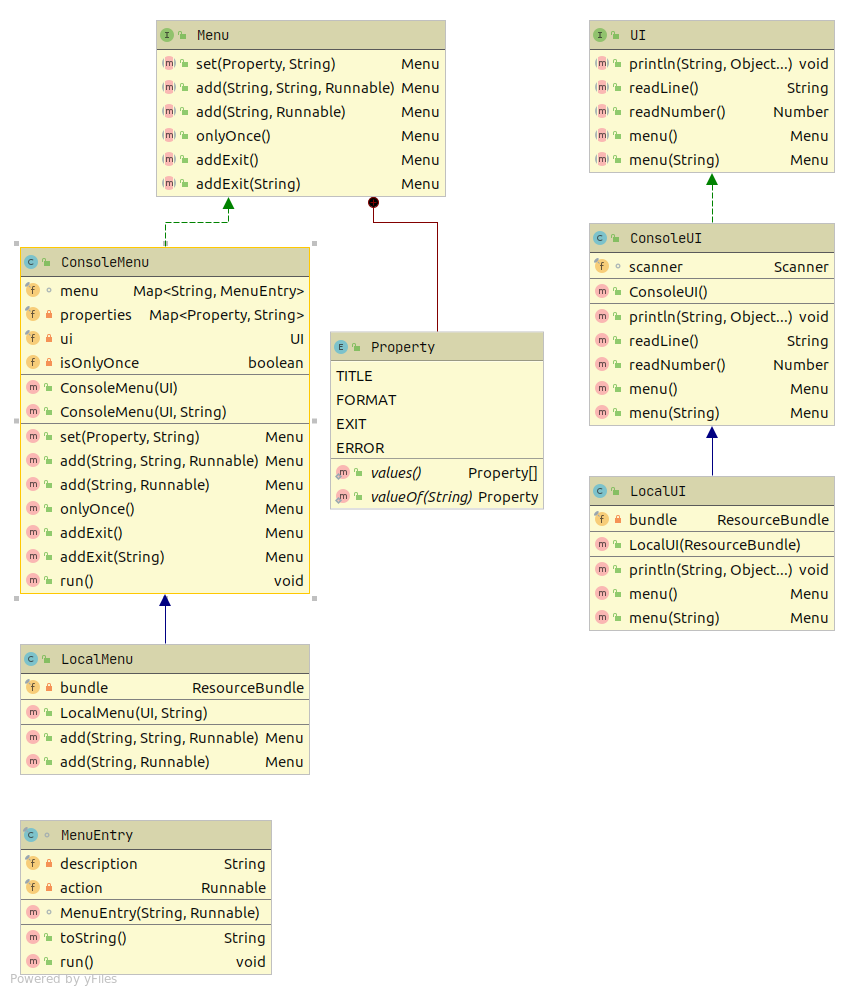 Menu
set(Property, String) Menu
add(String, String, Runnable) Menu
add(String, Runnable) Menu
onlyOnce() Menu
addExit() Menu
addExit(String) Menu
UI
println(String, Object...) void
readLine() String
readNumber() Number
menu() Menu
menu(String) Menu
ConsoleMenu
menu Map<String, MenuEntry>
properties Map<Property, String>
ui UI
isOnlyOnce boolean
ConsoleMenu(UI)
ConsoleMenu(UI, String)
set(Property, String) Menu
add(String, String, Runnable) Menu
add(String, Runnable) Menu
onlyOnce() Menu
addExit() Menu
addExit(String) Menu
run() void
Property
TITLE
FORMAT
EXIT
ERROR
values() Property[]
valueOf(String) Property
ConsoleUI
scanner Scanner
ConsoleUI()
println(String, Object...) void
readLine() String
readNumber() Number
menu() Menu
menu(String) Menu
LocalUI
bundle ResourceBundle
LocalUI(ResourceBundle)
println(String, Object...) void
menu() Menu
menu(String) Menu
LocalMenu
bundle ResourceBundle
LocalMenu(UI, String)
add(String, String, Runnable) Menu
add(String, Runnable) Menu
MenuEntry
description String
action Runnable
MenuEntry(String, Runnable)
toString() String
run() void
Powered by yFiles